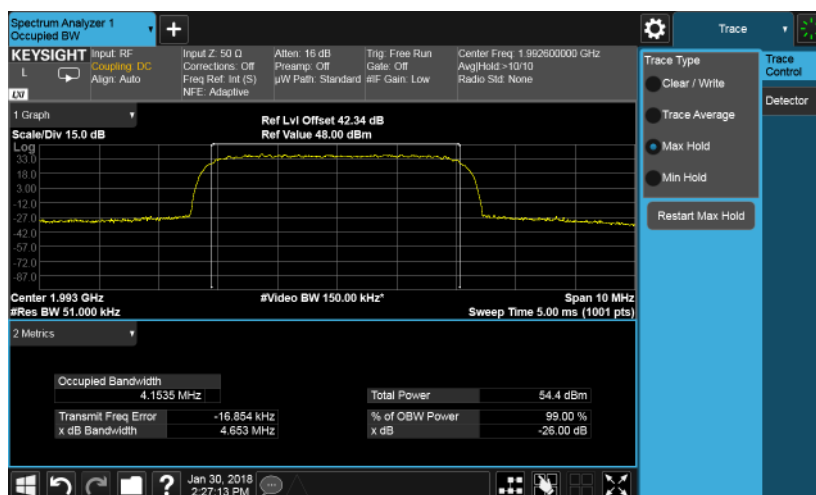 Spectrum Analyzer 1
Occupied BW
+
Trace
KEYSIGHT
L
LXI
Input: RF
Coupling: DC
Align: Auto
Input Z: 50 Ω
Corrections: Off
Freq Ref: Int (S)
NFE: Adaptive
Atten: 16 dB
Preamp: Off
µW Path: Standard
Trig: Free Run
Gate: Off
#IF Gain: Low
Center Freq: 1.992600000 GHz
Avg|Hold:>10/10
Radio Std: None
Trace Type
Clear / Write
Trace Average
Max Hold
Min Hold
Restart Max Hold
Trace
Control
Detector
1 Graph
Scale/Div 15.0 dB
Ref Lvl Offset 42.34 dB
Ref Value 48.00 dBm
Log
33.0
18.0
3.00
-12.0
-27.0
-42.0
-57.0
-72.0
-87.0
Center 1.993 GHz
#Res BW 51.000 kHz
#Video BW 150.00 kHz*
Span 10 MHz
Sweep Time 5.00 ms (1001 pts)
2 Metrics
Occupied Bandwidth
4.1535 MHz
Transmit Freq Error -16.854 kHz
x dB Bandwidth 4.653 MHz
Total Power 54.4 dBm
% of OBW Power 99.00 %
x dB -26.00 dB
?
Jan 30, 2018
2:27:13 PM